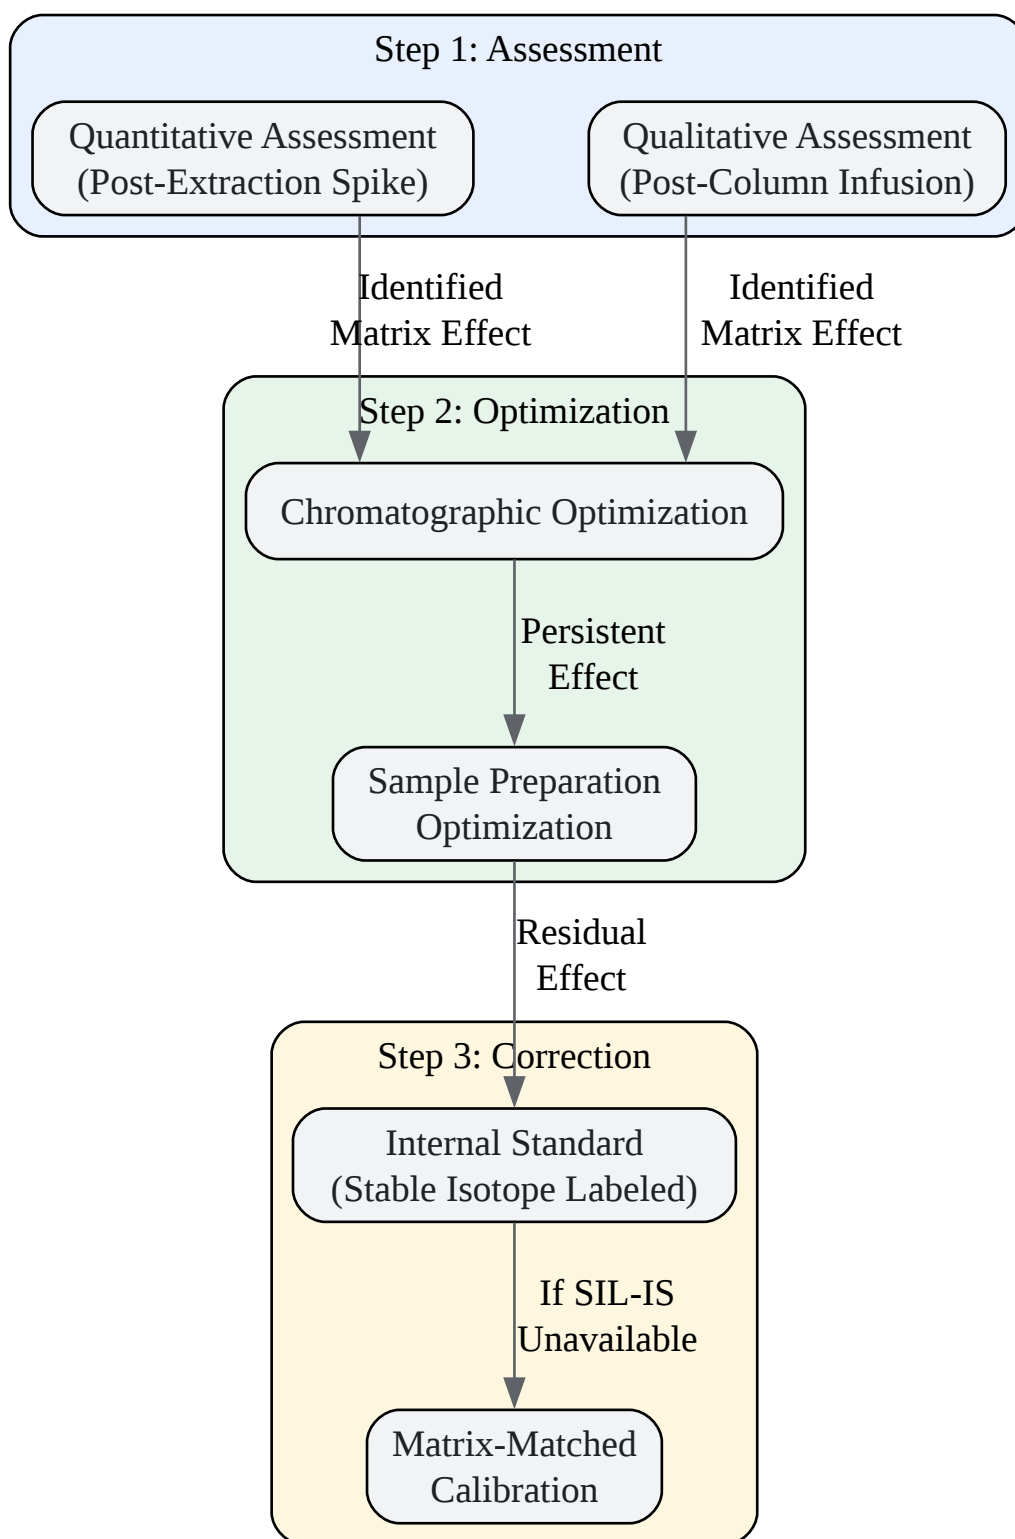 Step 1: Assessment
Quantitative Assessment
(Post-Extraction Spike)
Qualitative Assessment
(Post-Column Infusion)
Identified
Matrix Effect
Identified
Matrix Effect
Step 2: Optimization
Chromatographic Optimization
Persistent
Effect
Sample Preparation
Optimization
Residual
Effect
Step 3: Correction
Internal Standard
(Stable Isotope Labeled)
If SIL-IS
Unavailable
Matrix-Matched
Calibration